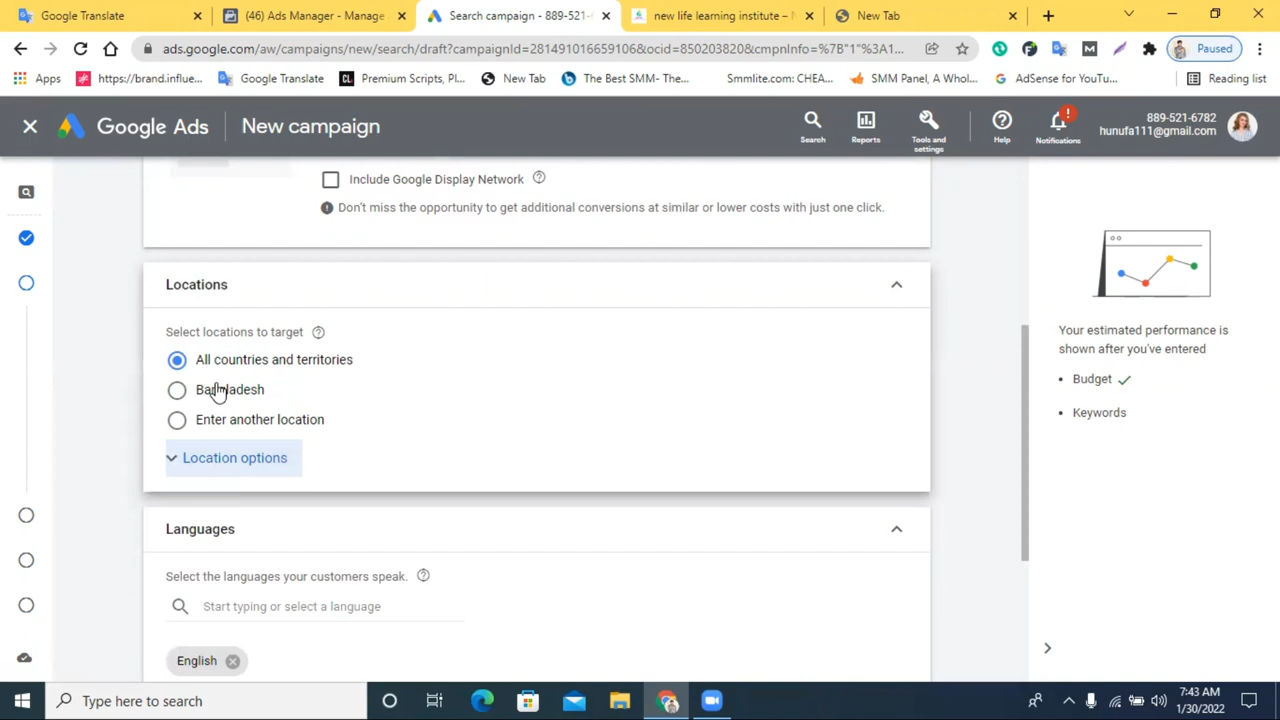 Google Translate
(46) Ads Manager - Manage
Search campaign - 889-521-
new life learning institute –
New Tab
ads.google.com/aw/campaigns/new/search/draft?campaignId=281491016659106&ocid=850203820&cmpnInfo=%7B"1"%3A1...
Paused
Apps
https://brand.influe...
Google Translate
Premium Scripts, Pl...
New Tab
The Best SMM- The...
Smmlite.com: CHEA...
SMM Panel, A Whol...
AdSense for YouTu...
Reading list
Google Ads
New campaign
Search
Reports
Tools and settings
Help
Notifications
889-521-6782
hunufa111@gmail.com
Include Google Display Network
Don't miss the opportunity to get additional conversions at similar or lower costs with just one click.
Locations
Select locations to target
All countries and territories
Bangladesh
Enter another location
Location options
Languages
Select the languages your customers speak.
Start typing or select a language
English
Your estimated performance is
shown after you've entered
• Budget
• Keywords
Type here to search
7:43 AM
1/30/2022